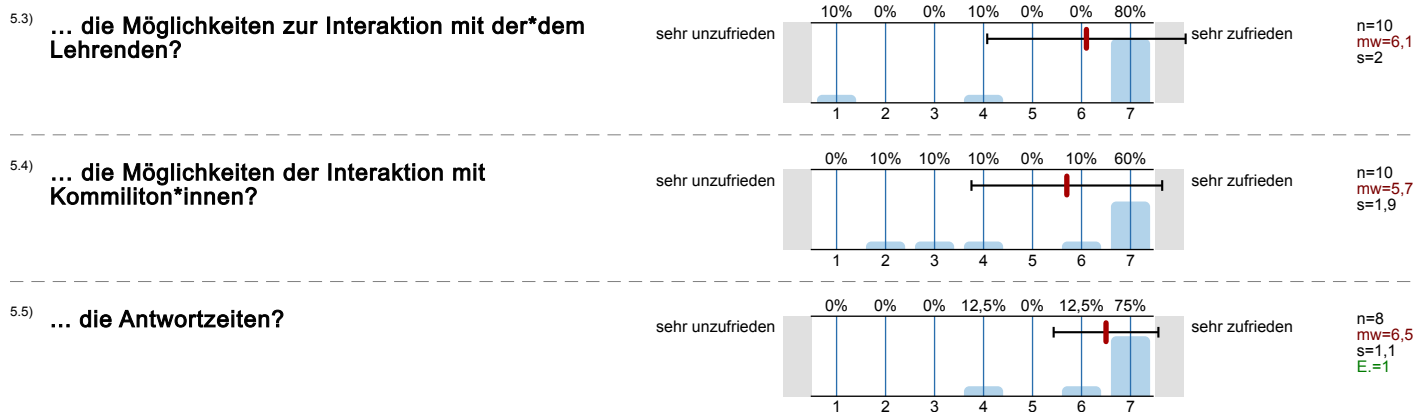 5.3) ... die Möglichkeiten zur Interaktion mit der*dem
Lehrenden?
sehr unzufrieden
10% 0% 0% 10% 0% 0% 80%
1 2 3 4 5 6 7
sehr zufrieden
n=10
mw=6,1
s=2
5.4) ... die Möglichkeiten der Interaktion mit
Kommiliton*innen?
sehr unzufrieden
0% 10% 10% 10% 0% 10% 60%
1 2 3 4 5 6 7
sehr zufrieden
n=10
mw=5,7
s=1,9
5.5) ... die Antwortzeiten?
sehr unzufrieden
0% 0% 0% 12,5% 0% 12,5% 75%
1 2 3 4 5 6 7
sehr zufrieden
n=8
mw=6,5
s=1,1
E.=1